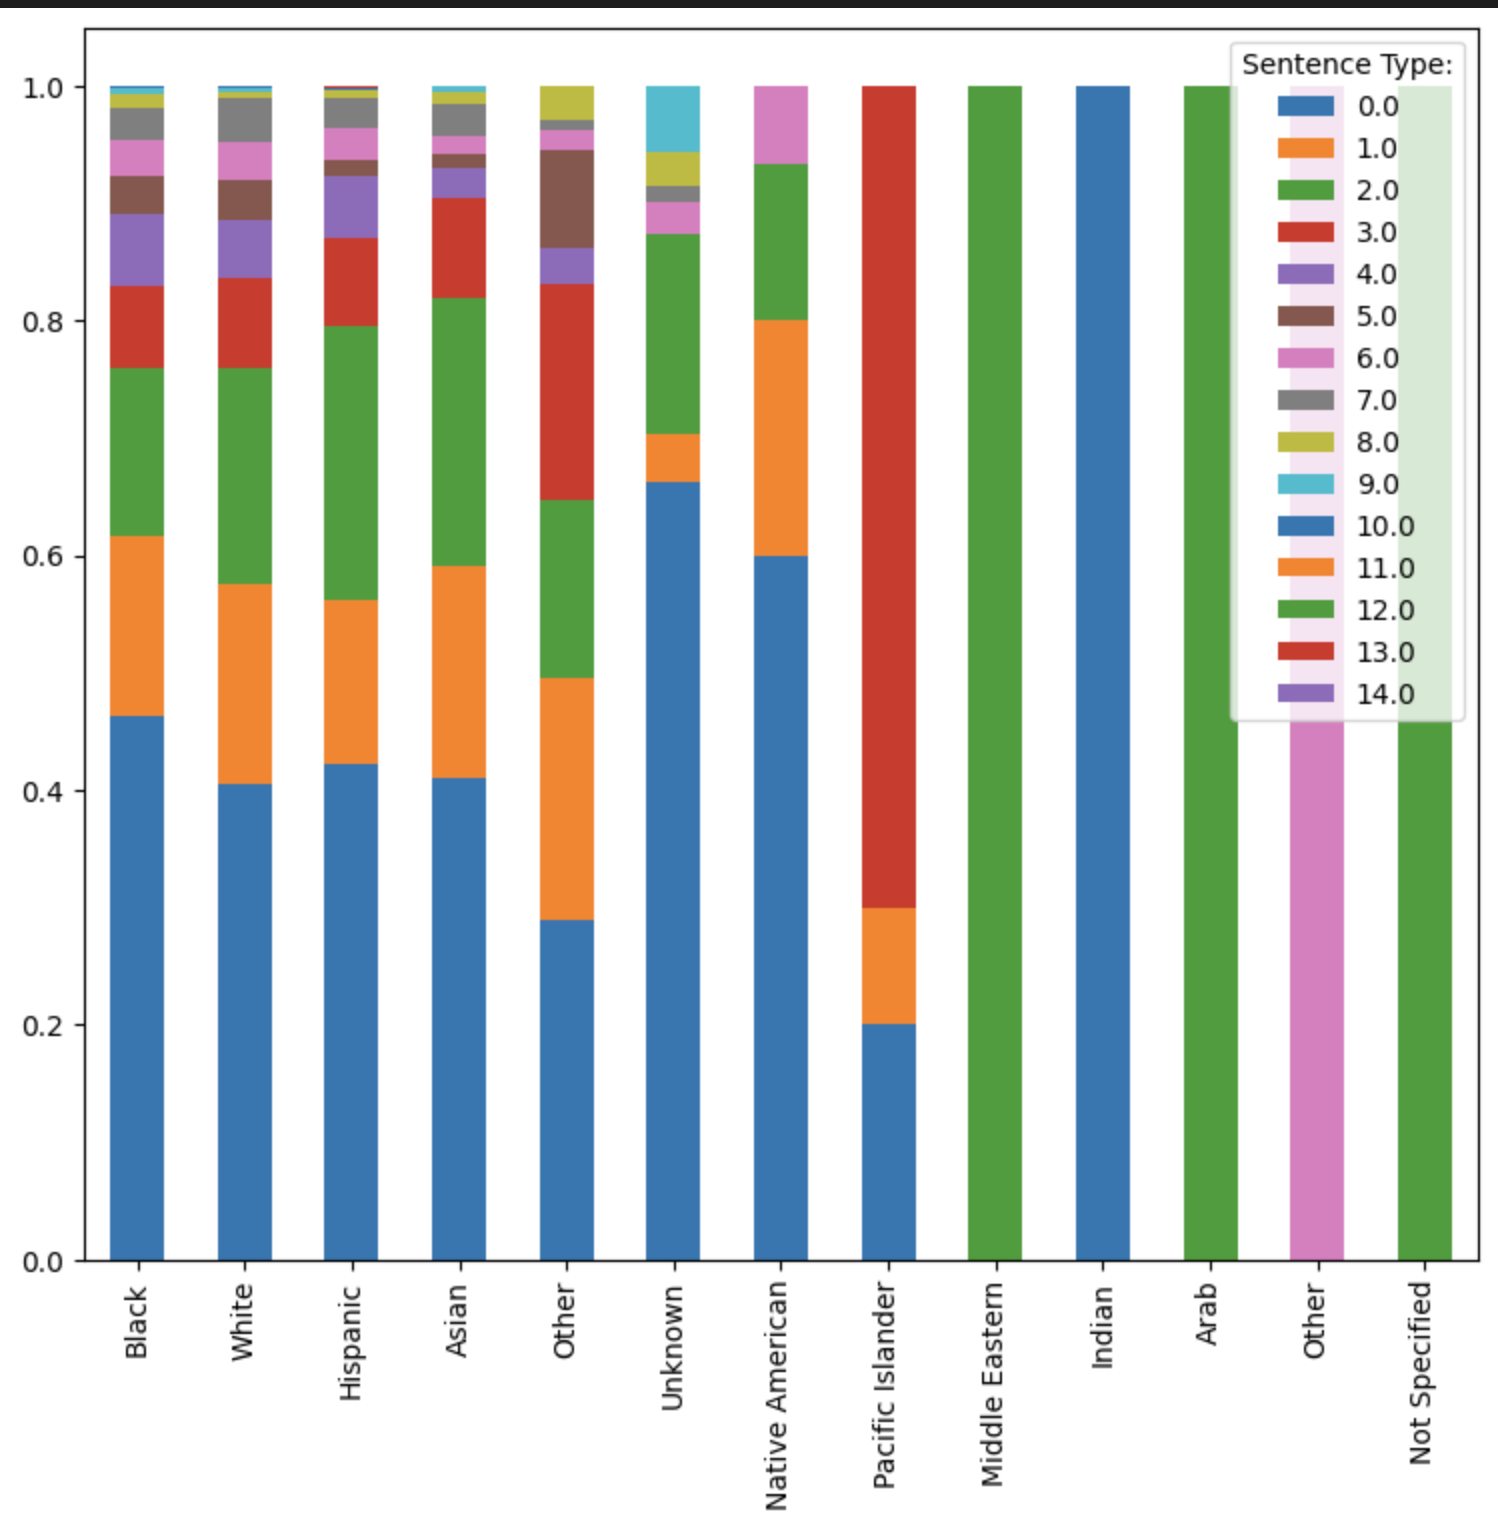 Sentence Type:
0.0
1.0
2.0
3.0
4.0
5.0
6.0
7.0
8.0
9.0
10.0
11.0
12.0
13.0
14.0
1.0
0.8
0.6
0.4
0.2
0.0
Black
White
Hispanic
Asian
Other
Unknown
Native American
Pacific Islander
Middle Eastern
Indian
Arab
Other
Not Specified